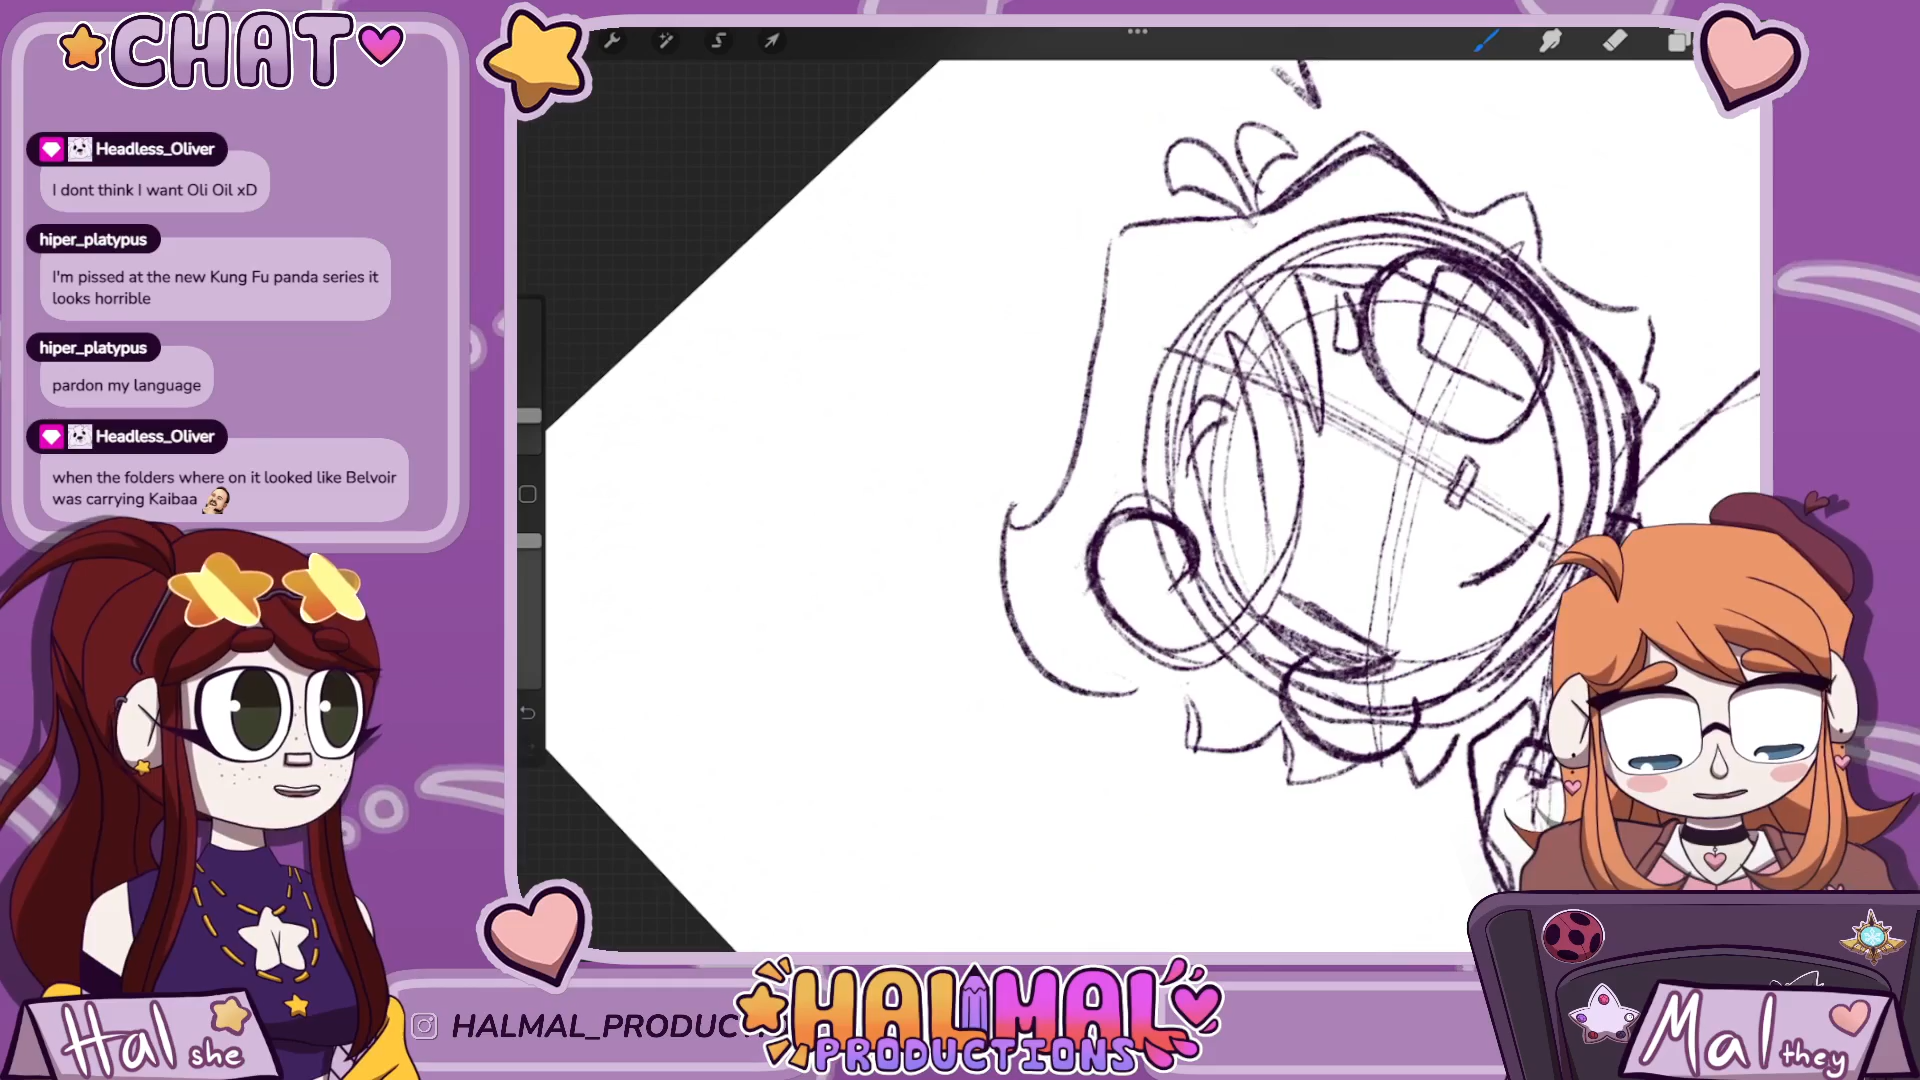 CHAT
Headless_Oliver
I dont think I want Oli Oil xD
hiper_platypus
I'm pissed at the new Kung Fu panda series it
looks horrible
hiper_platypus
pardon my language
Headless_Oliver
when the folders where on it looked like Belvoir
was carrying Kaibaa
Hal she
HALMAL_PRODUC
HALMAL
PRODUCTIONS
Mal they